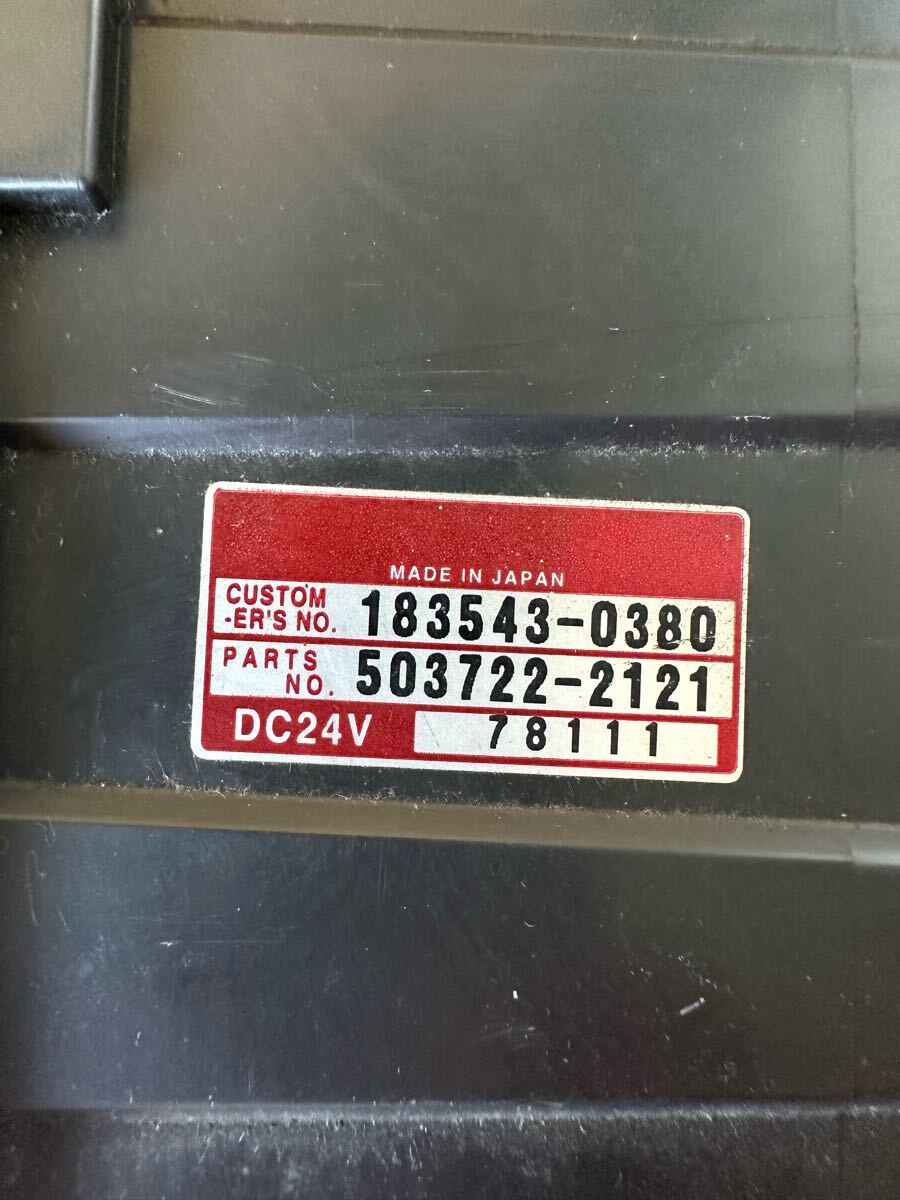 MADE IN JAPAN
CUSTOM
-ER'S NO. 183543-0380
PARTS
NO. 503722-2121
DC24V 78111